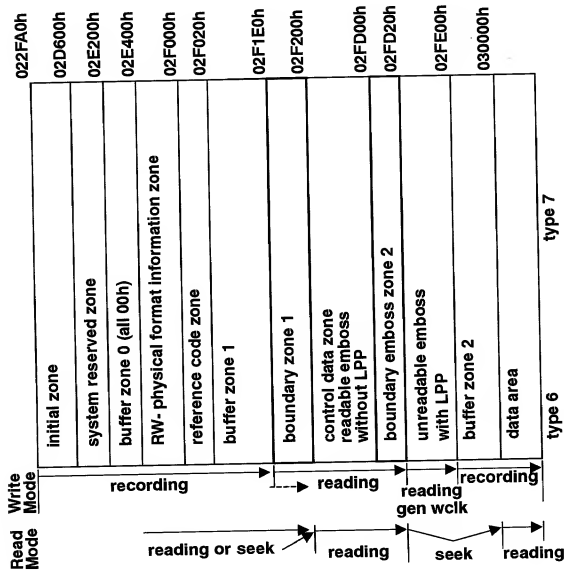 022FA0h
02D600h
02E200h
02E400h
02F000h
02F020h
02F1E0h
02F200h
02FD00h
02FD20h
02FE00h
030000h
initial zone
system reserved zone
buffer zone 0 (all 00h)
RW- physical format information zone
reference code zone
buffer zone 1
boundary zone 1
control data zone
readable emboss
without LPP
boundary emboss zone 2
unreadable emboss
with LPP
buffer zone 2
data area
type 7
type 6
Write
Mode
recording
reading
reading
gen wclk
recording
Read
Mode
reading or seek
reading
seek
reading